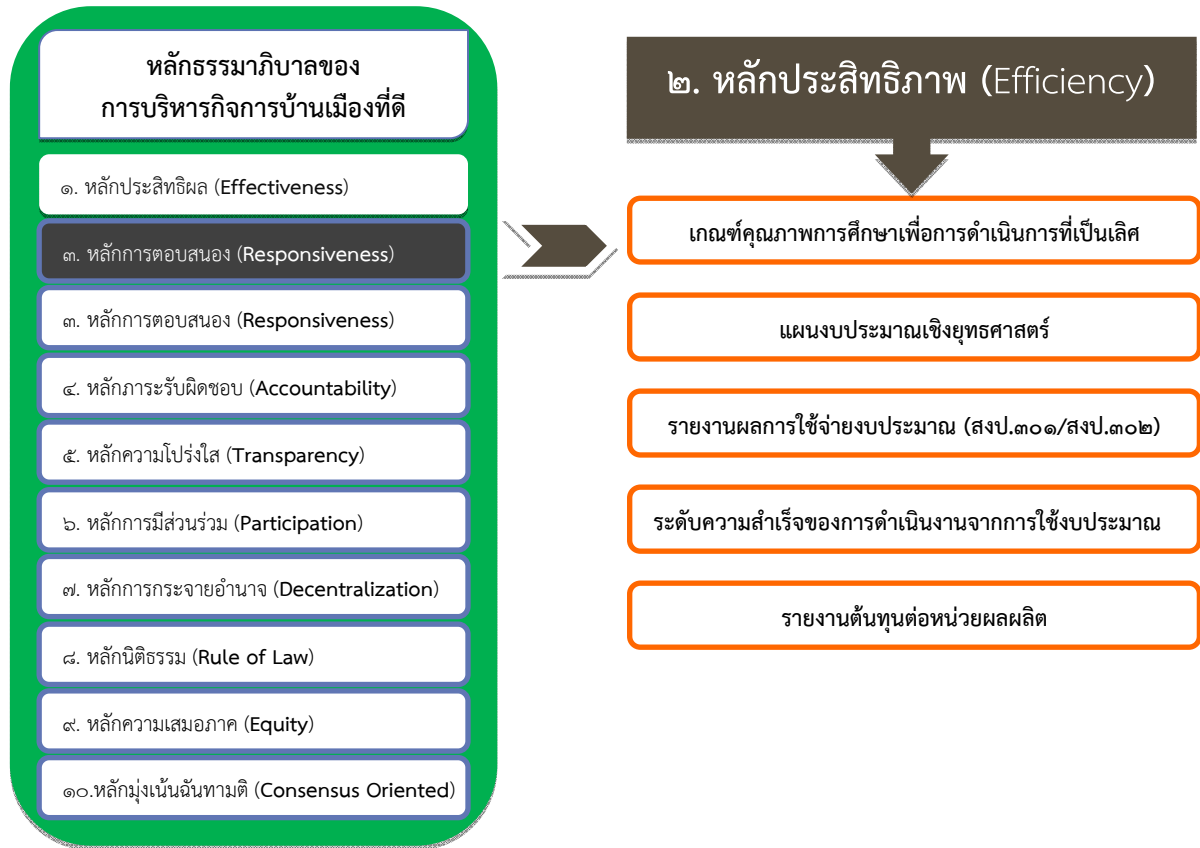 หลักธรรมาภิบาลของ
การบริหารกิจการบ้านเมืองที่ดี
๑. หลักประสิทธิผล (Effectiveness)
๓. หลักการตอบสนอง (Responsiveness)
๓. หลักการตอบสนอง (Responsiveness)
๔. หลักภาระรับผิดชอบ (Accountability)
๕. หลักความโปร่งใส (Transparency)
๖. หลักการมีส่วนร่วม (Participation)
๗. หลักการกระจายอำนาจ (Decentralization)
๘. หลักนิติธรรม (Rule of Law)
๙. หลักความเสมอภาค (Equity)
๑๐.หลักมุ่งเน้นฉันทามติ (Consensus Oriented)
๒. หลักประสิทธิภาพ (Efficiency)
เกณฑ์คุณภาพการศึกษาเพื่อการดำเนินการที่เป็นเลิศ
แผนงบประมาณเชิงยุทธศาสตร์
รายงานผลการใช้จ่ายงบประมาณ (สงป.๓๐๑/สงป.๓๐๒)
ระดับความสำเร็จของการดำเนินงานจากการใช้งบประมาณ
รายงานต้นทุนต่อหน่วยผลผลิต